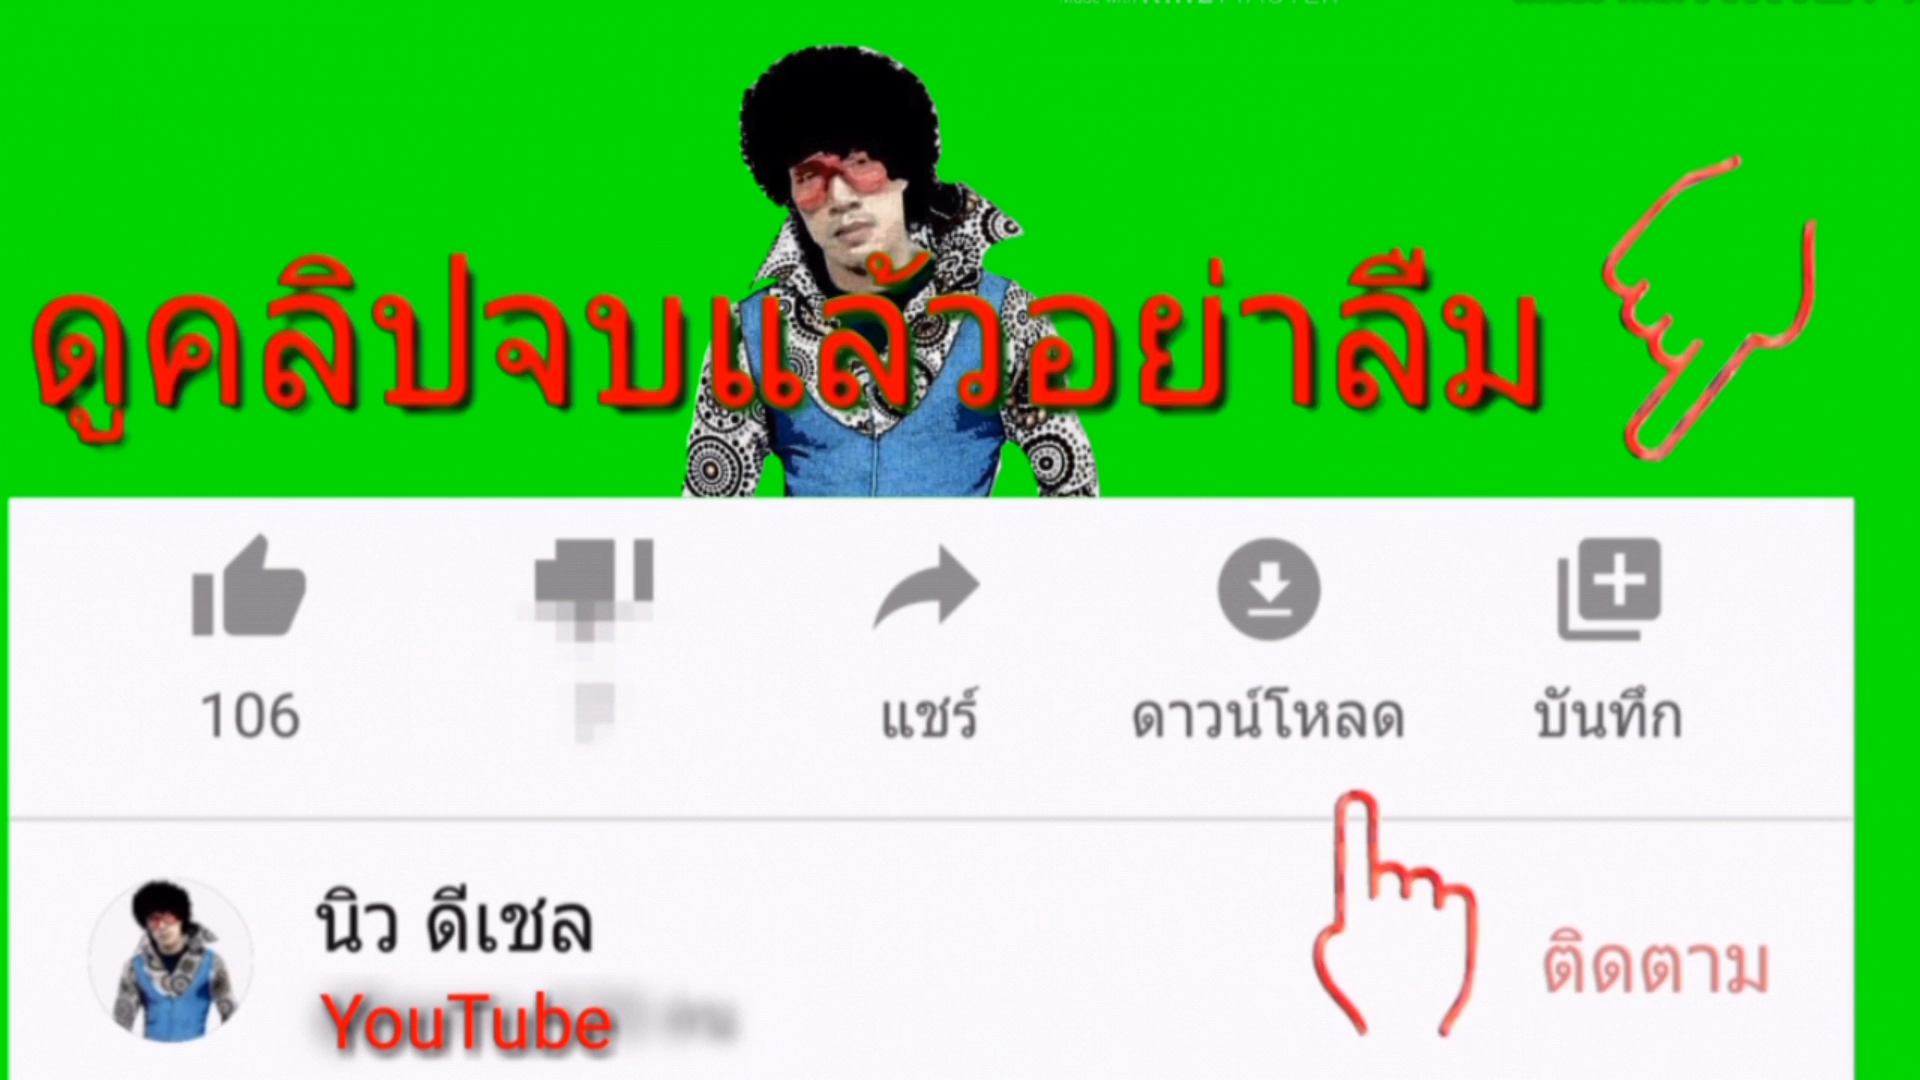 ดูคลิปจบแล้วอย่าลืม
106
แชร์
ดาวน์โหลด
บันทึก
นิว ดีเชล
ติดตาม
YouTube